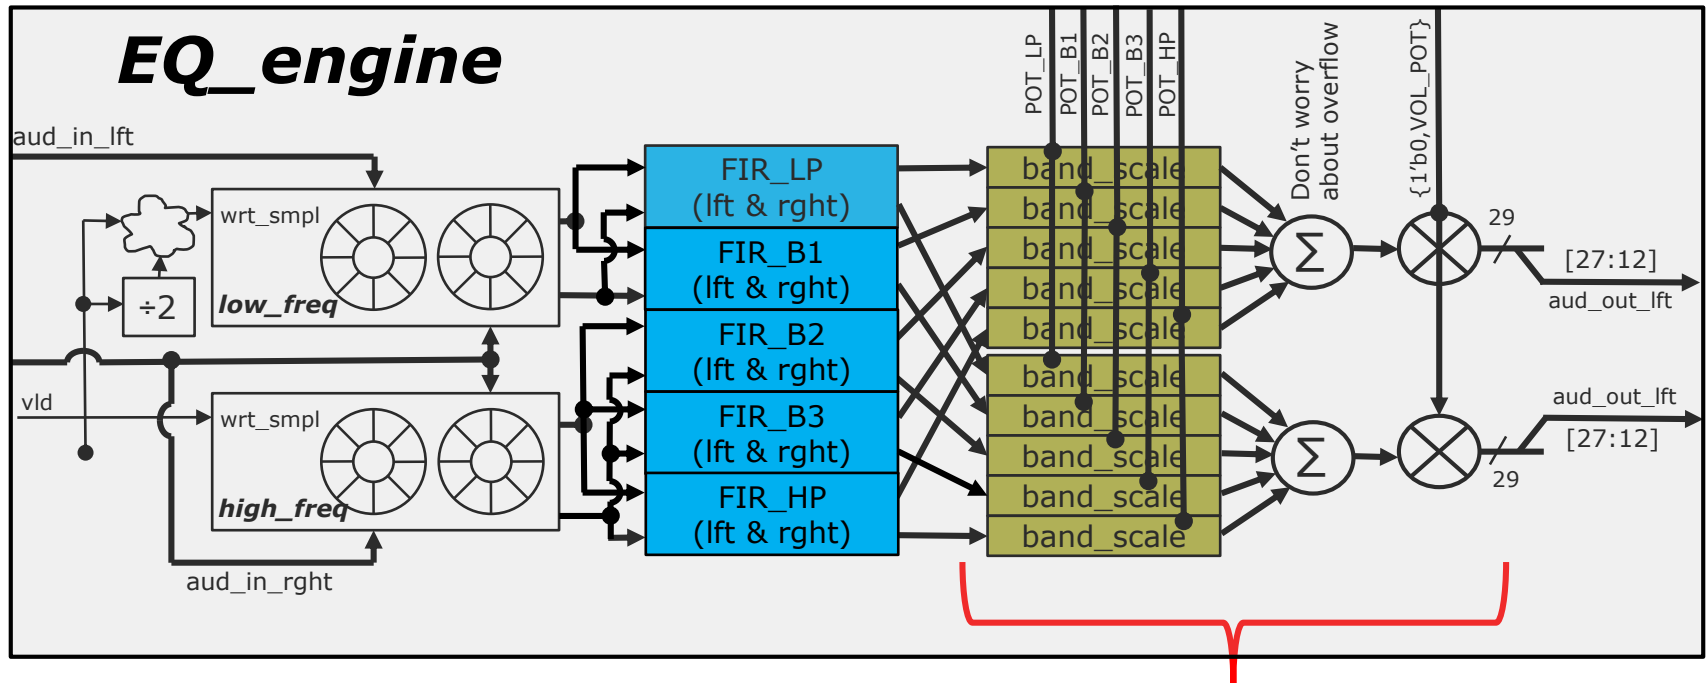 EQ_engine
POT_LP
POT_B1
POT_B2
POT_B3
POT_HP
Don't worry
about overflow
{1'b0,VOL_POT}
aud_in_lft
wrt_smpl
÷2
low_freq
vld
wrt_smpl
high_freq
aud_in_rght
FIR_LP
(lft & rght)
FIR_B1
(lft & rght)
FIR_B2
(lft & rght)
FIR_B3
(lft & rght)
FIR_HP
(lft & rght)
band_scale
band_scale
band_scale
band_scale
band_scale
band_scale
band_scale
band_scale
band_scale
band_scale
Σ
Σ
29
[27:12]
aud_out_lft
aud_out_lft
[27:12]
29